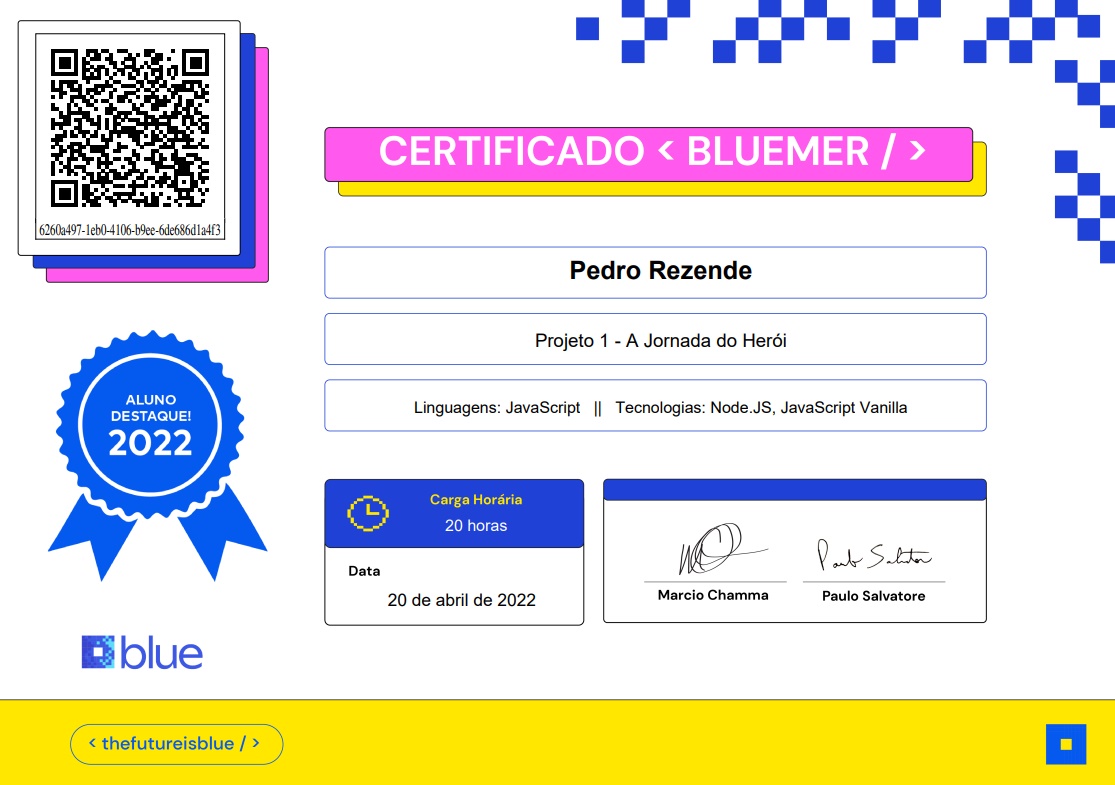 6260a497-1eb0-4106-b9ee-6de686d1a4f3
CERTIFICADO < BLUEMER / >
Pedro Rezende
Projeto 1 - A Jornada do Herói
Linguagens: JavaScript || Tecnologias: Node.JS, JavaScript Vanilla
ALUNO
DESTAQUE!
2022
Carga Horária
20 horas
Data
20 de abril de 2022
Paulo Salvatore
Marcio Chamma
Paulo Salvatore
blue
< thefutureisblue / >